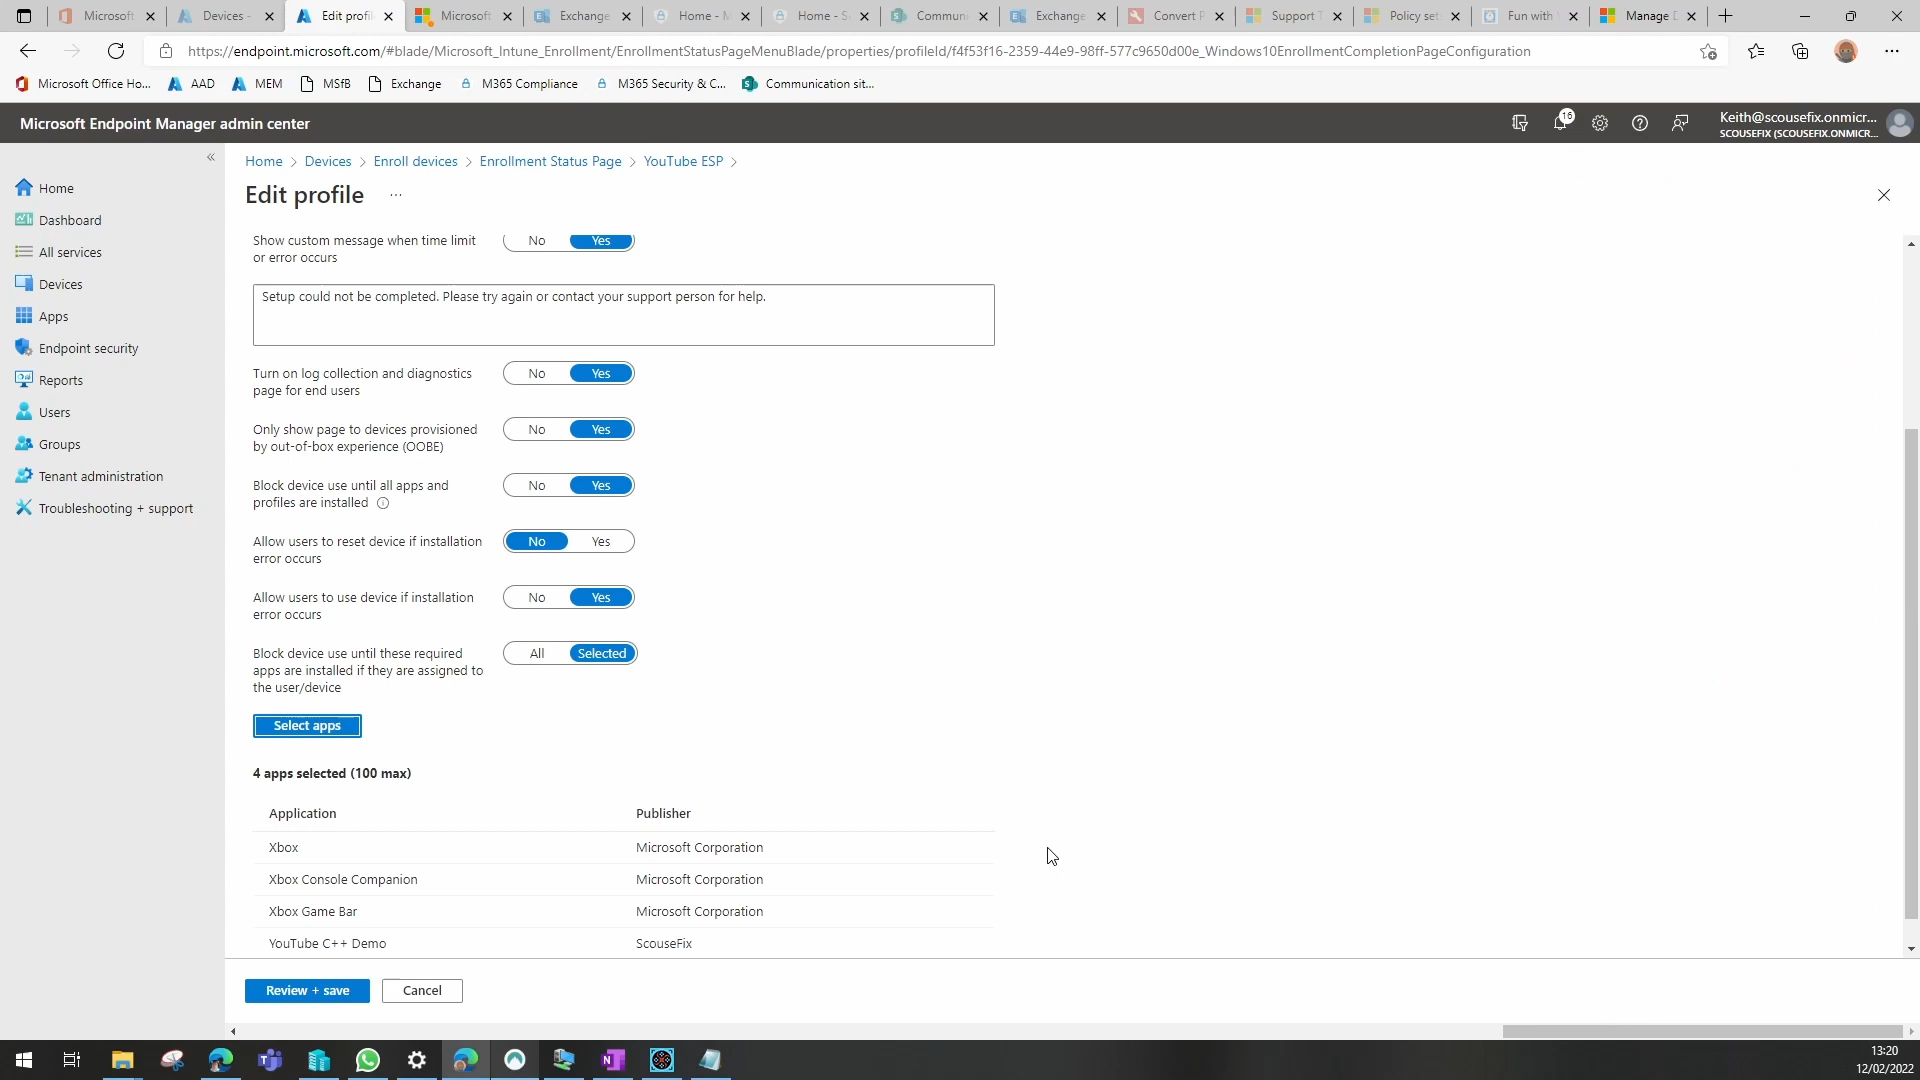 Microsoft
Devices -
Edit profil
Microsoft
Exchange
Home - M
Home - S
Commun
Exchange
Convert P
Support T
Policy set
Fun with
Manage D
https://endpoint.microsoft.com/#blade/Microsoft_Intune_Enrollment/EnrollmentStatusPageMenuBlade/properties/profileId/f4f53f16-2359-44e9-98ff-577c9650d00e_Windows10EnrollmentCompletionPageConfiguration
Microsoft Office Ho...
AAD
MEM
MSfB
Exchange
M365 Compliance
M365 Security & C...
Communication sit...
Microsoft Endpoint Manager admin center
16
Keith@scousefix.onmicr...
SCOUSEFIX (SCOUSEFIX.ONMICR...
Home > Devices > Enroll devices > Enrollment Status Page > YouTube ESP >
Edit profile ...
Home
Dashboard
All services
Devices
Apps
Endpoint security
Reports
Users
Groups
Tenant administration
Troubleshooting + support
Show custom message when time limit
or error occurs
No Yes
Setup could not be completed. Please try again or contact your support person for help.
Turn on log collection and diagnostics
page for end users
No Yes
Only show page to devices provisioned
by out-of-box experience (OOBE)
No Yes
Block device use until all apps and
profiles are installed
No Yes
Allow users to reset device if installation
error occurs
No Yes
Allow users to use device if installation
error occurs
No Yes
Block device use until these required
apps are installed if they are assigned to
the user/device
All Selected
Select apps
4 apps selected (100 max)
Application Publisher
Xbox Microsoft Corporation
Xbox Console Companion Microsoft Corporation
Xbox Game Bar Microsoft Corporation
YouTube C++ Demo ScouseFix
Review + save
Cancel
13:20
12/02/2022